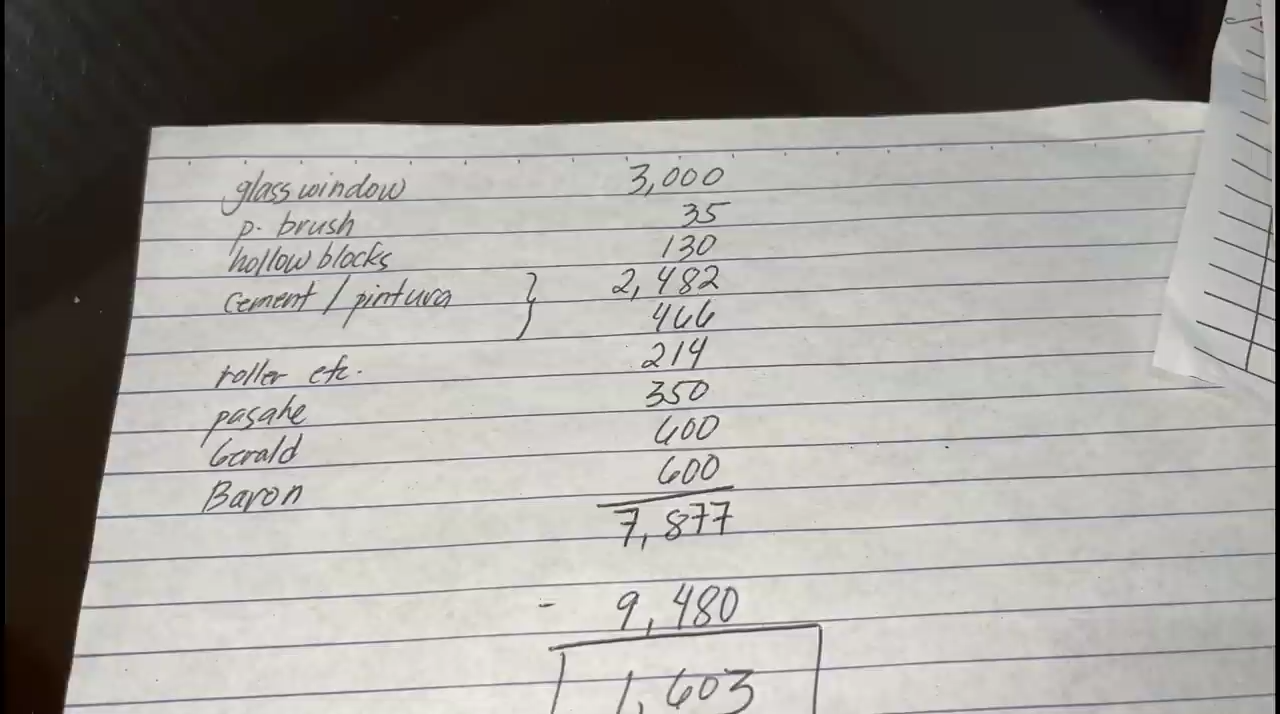 glass window 3,000
p. brush 35
hollow blocks 130
cement / pintura } 2,482
466
roller etc. 214
pasahe 350
Gerald 600
Baron 600
7,877
- 9,480
1,603